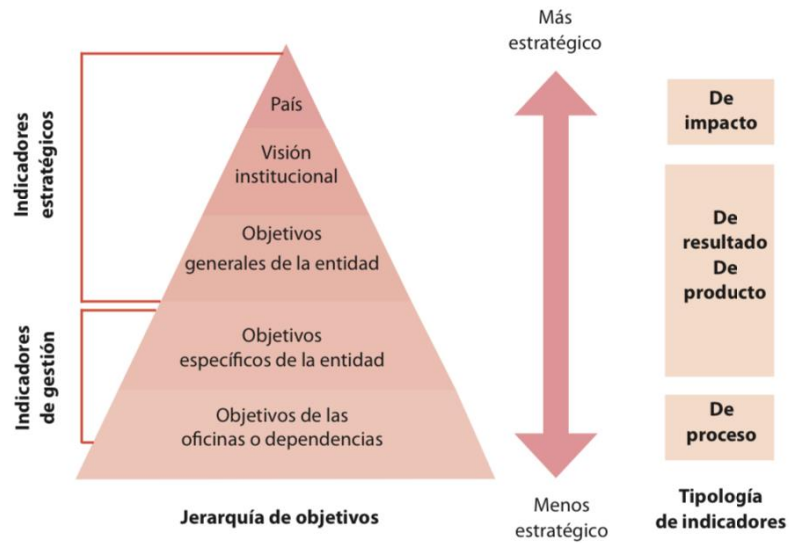 Indicadores
estratégicos
Indicadores
de gestión
País
Visión
institucional
Objetivos
generales de la entidad
Objetivos
específicos de la entidad
Objetivos de las
oficinas o dependencias
Jerarquía de objetivos
Más
estratégico
Menos
estratégico
De
impacto
De
resultado
De
producto
De
proceso
Tipología
de indicadores